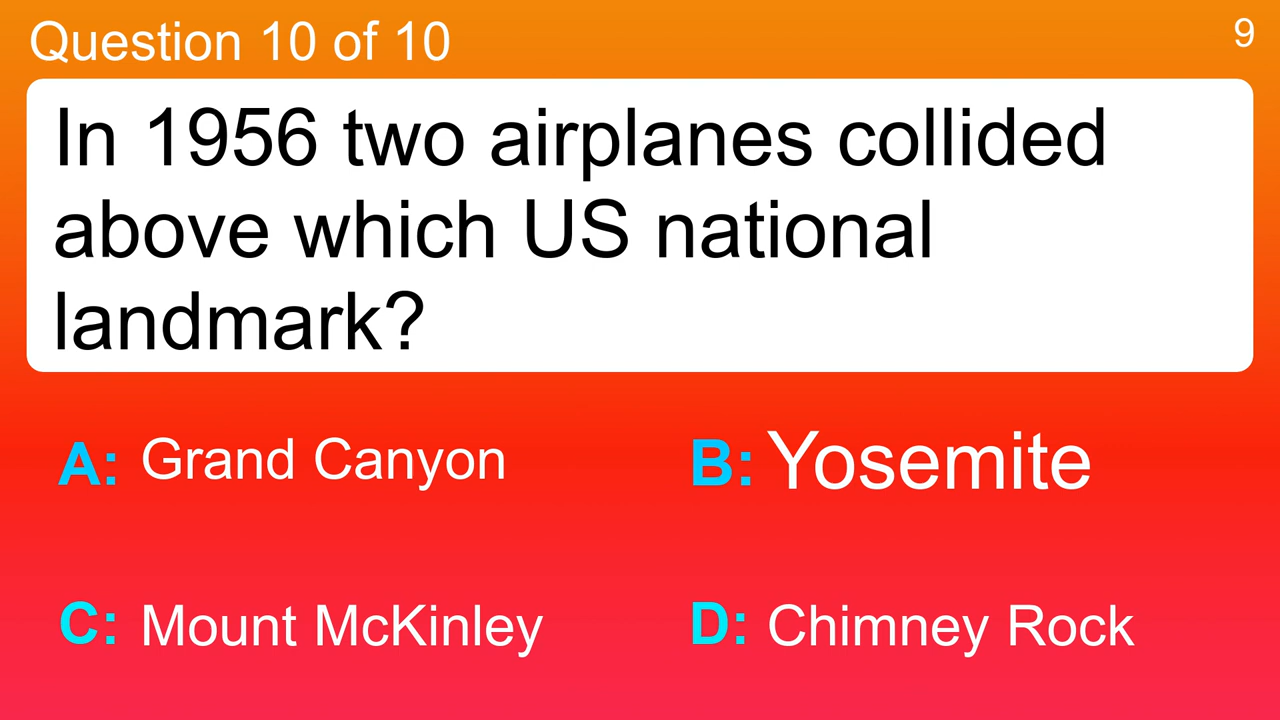 Question 10 of 10
9
In 1956 two airplanes collided
above which US national
landmark?
A: Grand Canyon
B: Yosemite
C: Mount McKinley
D: Chimney Rock